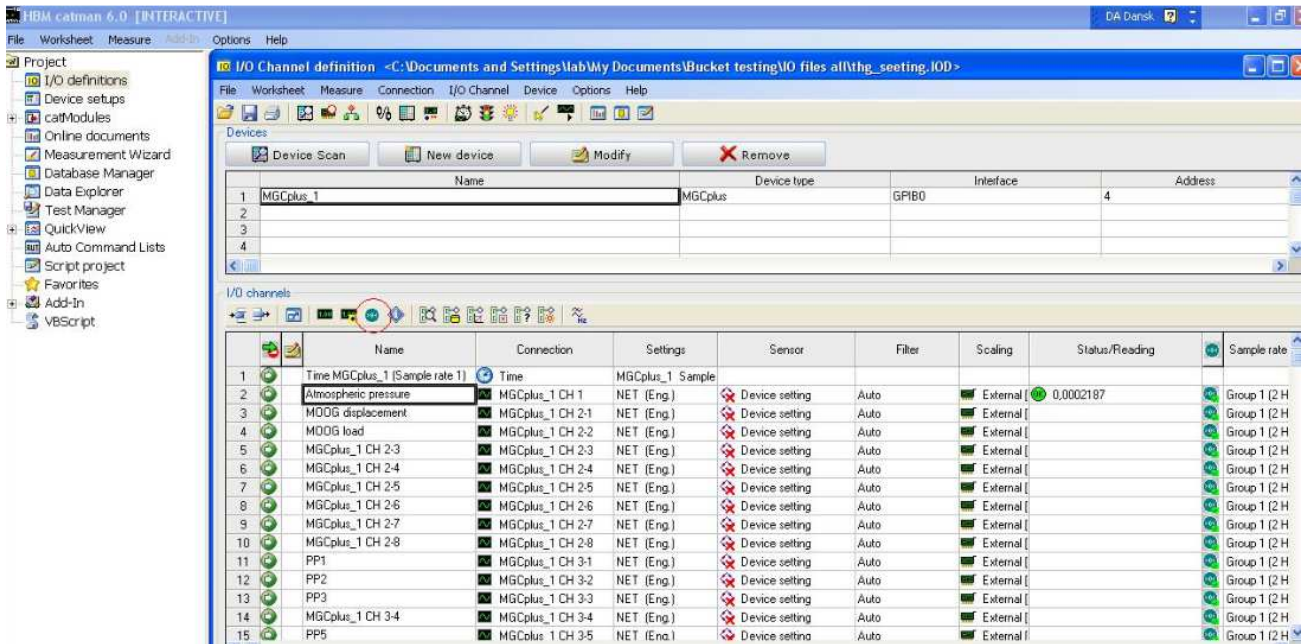 HBM catman 6.0 [INTERACTIVE] DA Dansk
File Worksheet Measure Add-In Options Help
Project
I/O definitions
Device setups
catModules
Online documents
Measurement Wizard
Database Manager
Data Explorer
Test Manager
QuickView
Auto Command Lists
Script project
Favorites
Add-In
VBScript
I/O Channel definition <C:\Documents and Settings\lab\My Documents\Bucket testing\IO files all\thg_seeting.IOD>
File Worksheet Measure Connection I/O Channel Device Options Help
Devices
Device Scan New device Modify Remove
Name Device type Interface Address
1 MGCplus_1 MGCplus GPIB0 4
2
3
4
I/O channels
Name Connection Settings Sensor Filter Scaling Status/Reading Sample rate
1 Time MGCplus_1 (Sample rate 1) Time MGCplus_1 Sample
2 Atmospheric pressure MGCplus_1 CH 1 NET (Eng.) Device setting Auto External [ 0,0002187 Group 1 (2 H
3 MOOG displacement MGCplus_1 CH 2-1 NET (Eng.) Device setting Auto External [ Group 1 (2 H
4 MOOG load MGCplus_1 CH 2-2 NET (Eng.) Device setting Auto External [ Group 1 (2 H
5 MGCplus_1 CH 2-3 MGCplus_1 CH 2-3 NET (Eng.) Device setting Auto External [ Group 1 (2 H
6 MGCplus_1 CH 2-4 MGCplus_1 CH 2-4 NET (Eng.) Device setting Auto External [ Group 1 (2 H
7 MGCplus_1 CH 2-5 MGCplus_1 CH 2-5 NET (Eng.) Device setting Auto External [ Group 1 (2 H
8 MGCplus_1 CH 2-6 MGCplus_1 CH 2-6 NET (Eng.) Device setting Auto External [ Group 1 (2 H
9 MGCplus_1 CH 2-7 MGCplus_1 CH 2-7 NET (Eng.) Device setting Auto External [ Group 1 (2 H
10 MGCplus_1 CH 2-8 MGCplus_1 CH 2-8 NET (Eng.) Device setting Auto External [ Group 1 (2 H
11 PP1 MGCplus_1 CH 3-1 NET (Eng.) Device setting Auto External [ Group 1 (2 H
12 PP2 MGCplus_1 CH 3-2 NET (Eng.) Device setting Auto External [ Group 1 (2 H
13 PP3 MGCplus_1 CH 3-3 NET (Eng.) Device setting Auto External [ Group 1 (2 H
14 MGCplus_1 CH 3-4 MGCplus_1 CH 3-4 NET (Eng.) Device setting Auto External [ Group 1 (2 H
15 PP5 MGCplus_1 CH 3-5 NET (Eng.) Device setting Auto External [ Group 1 (2 H